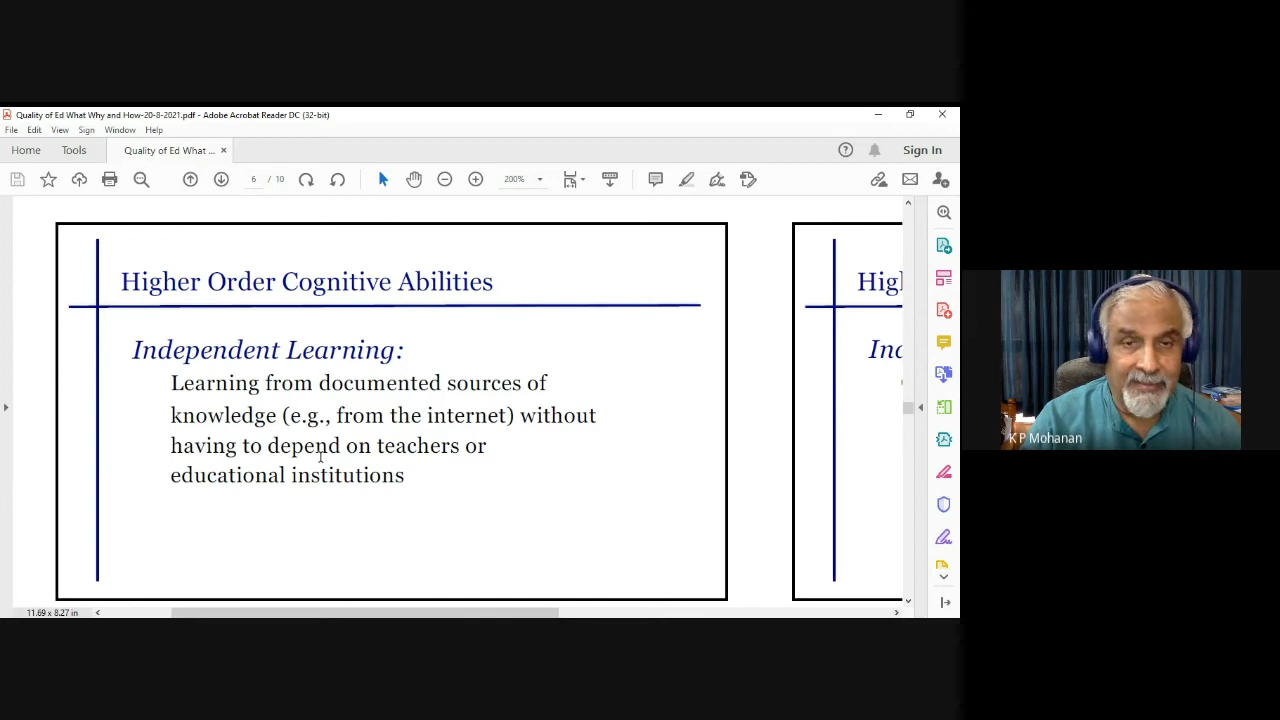 Quality of Ed What Why and How-20-8-2021.pdf - Adobe Acrobat Reader DC (32-bit)
File Edit View Sign Window Help
Home Tools Quality of Ed What ... × Sign In
6 / 10 200%
Higher Order Cognitive Abilities
Independent Learning:
Learning from documented sources of
knowledge (e.g., from the internet) without
having to depend on teachers or
educational institutions
11.69 x 8.27 in
K P Mohanan